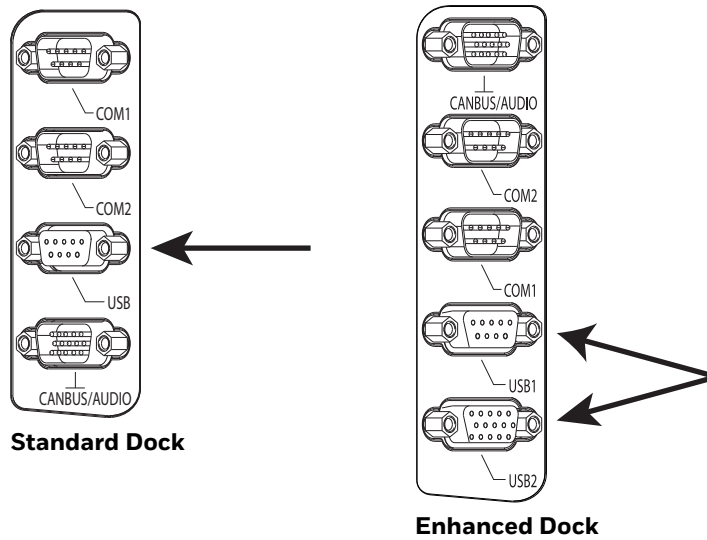 COM1
COM2
USB
CANBUS/AUDIO
Standard Dock
CANBUS/AUDIO
COM2
COM1
USB1
USB2
Enhanced Dock